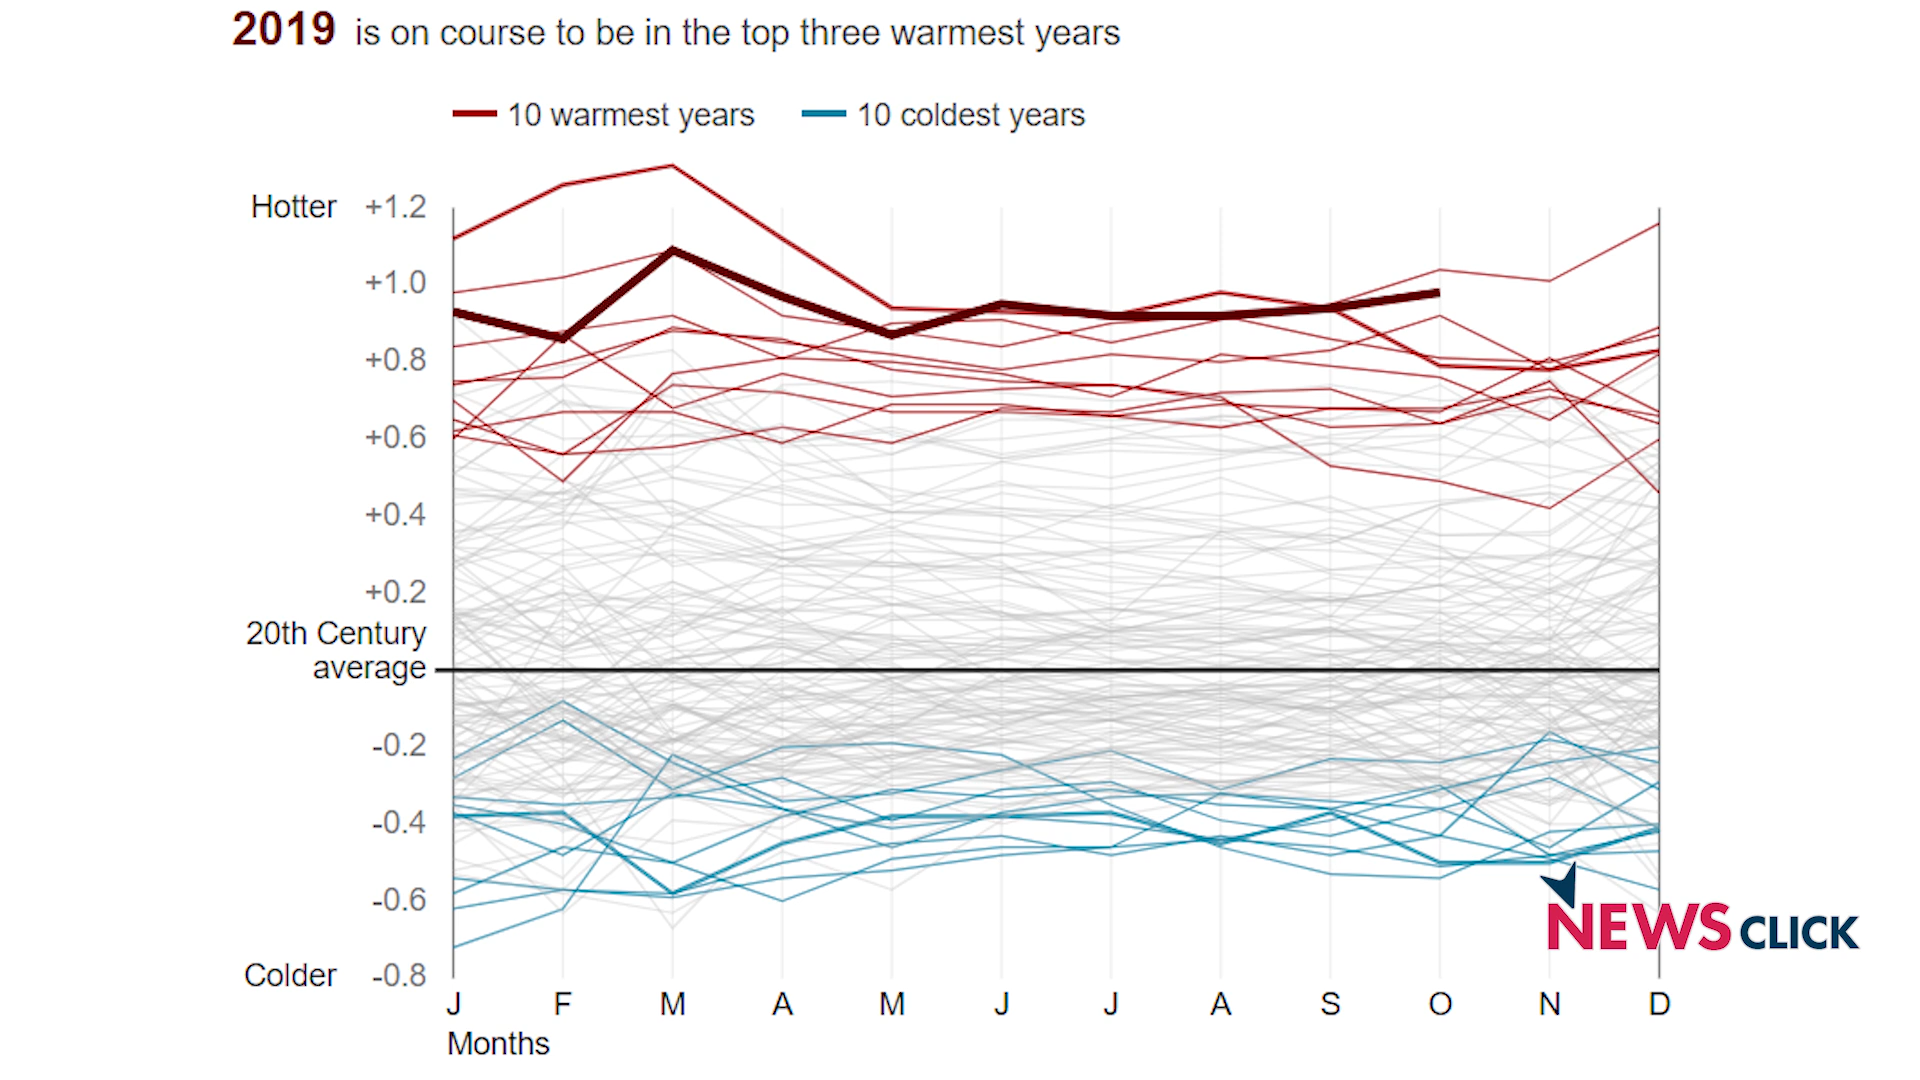 2019 is on course to be in the top three warmest years
10 warmest years 10 coldest years
Hotter +1.2
+1.0
+0.8
+0.6
+0.4
+0.2
20th Century
average
-0.2
-0.4
-0.6
Colder -0.8
J F M A M J J A S O N D
Months
NEWS CLICK